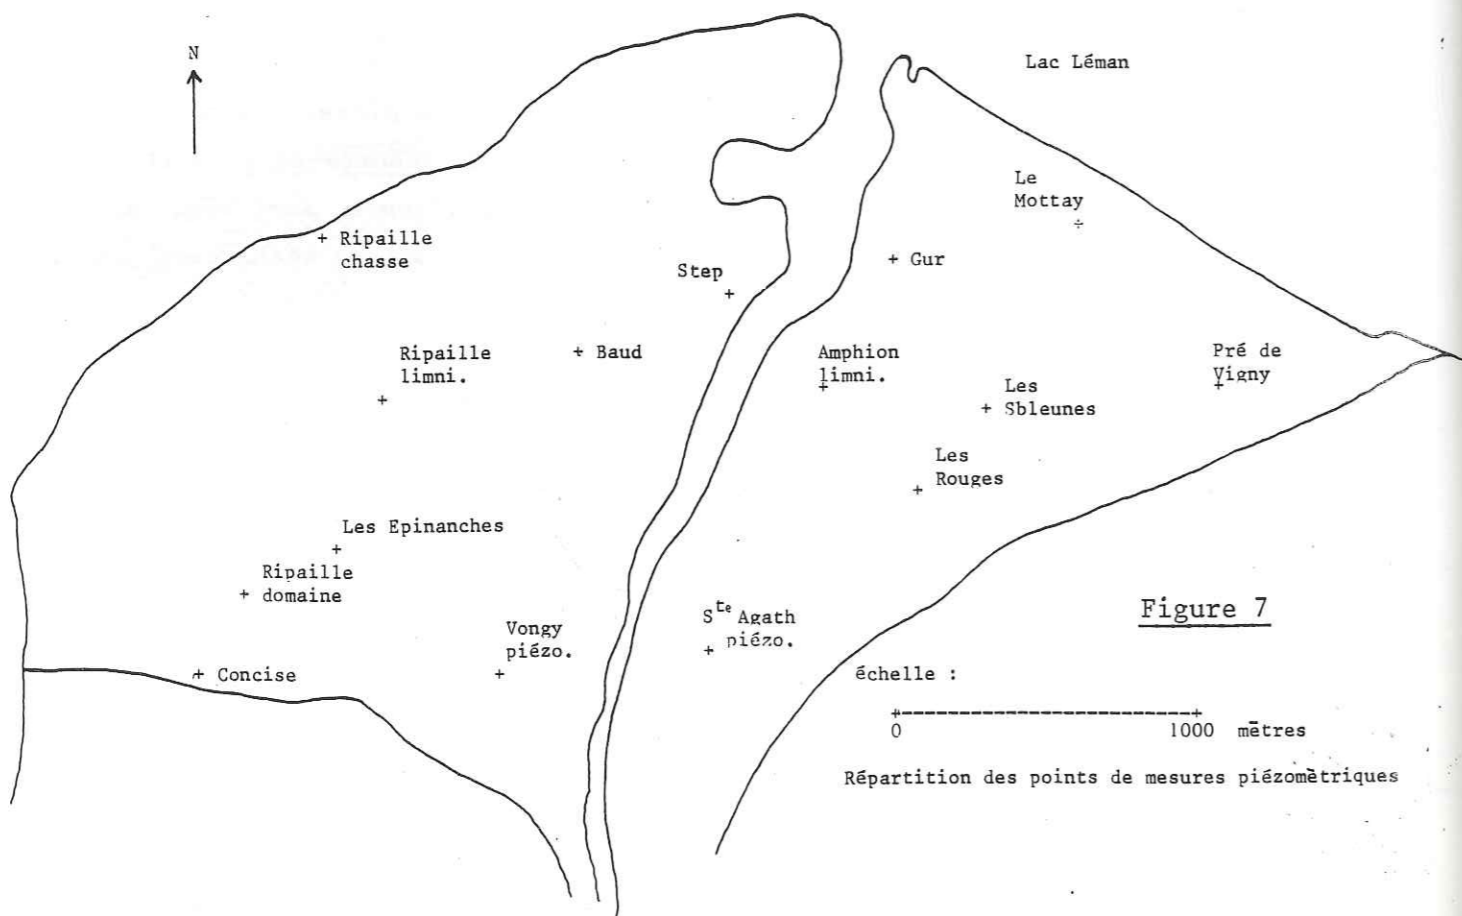 N
Lac Léman
Le
Mottay
+ Ripaille
chasse
+ Gur
Step
Ripaille
limni.
+ Baud
Amphion
limni.
Pré de
Vigny
Les
+ Sbleunes
Les
Rouges
Les Epinanches
Ripaille
+ domaine
Vongy
piézo.
Ste Agath
piézo.
+ Concise
Figure 7
échelle :
0 1000 mètres
Répartition des points de mesures piézomètriques